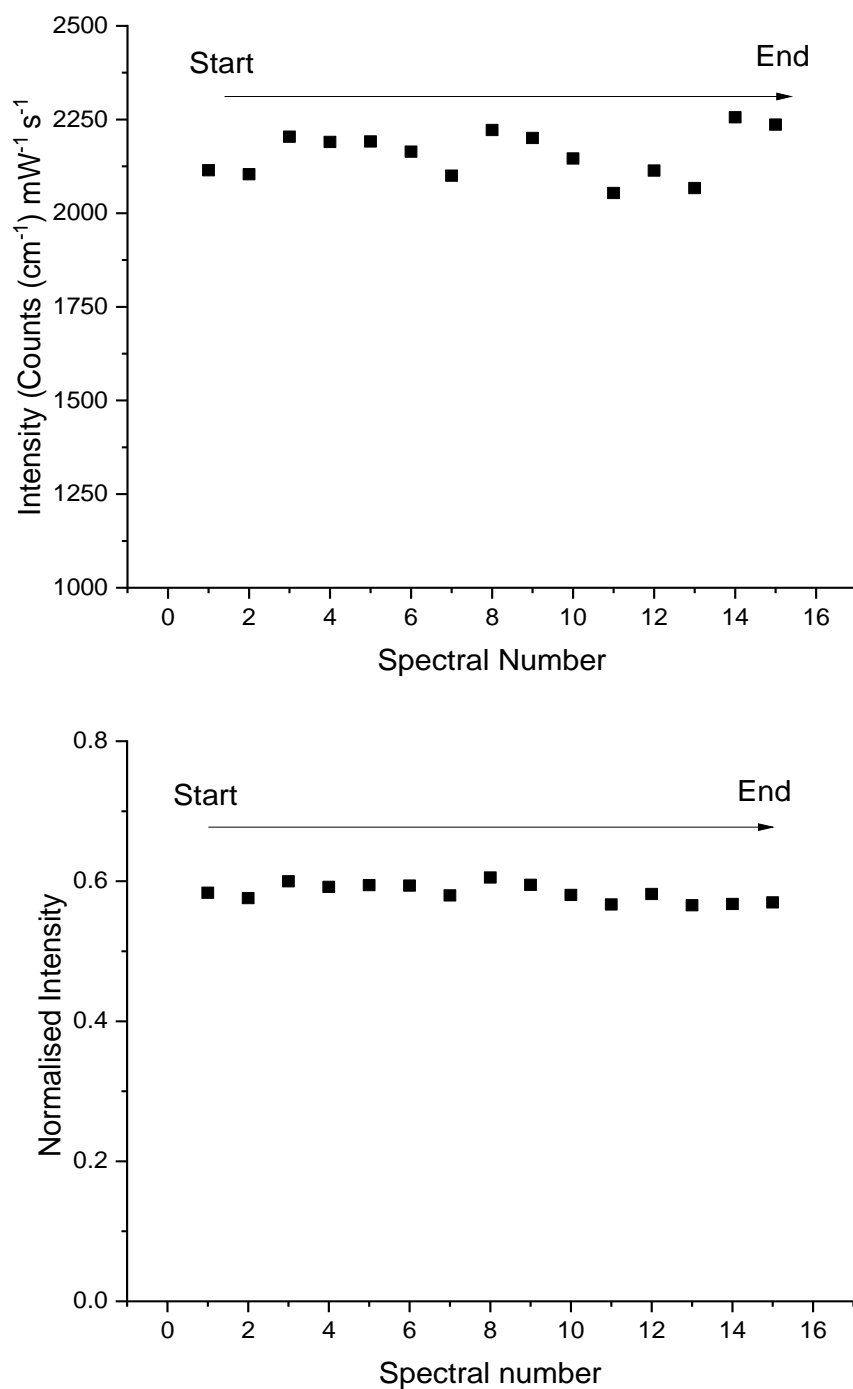 2500
Start
End
2250
2000
1750
1500
1250
1000
Intensity (Counts (cm⁻¹) mW⁻¹ s⁻¹
0 2 4 6 8 10 12 14 16
Spectral Number
0.8
Start
End
0.6
0.4
0.2
0.0
Normalised Intensity
0 2 4 6 8 10 12 14 16
Spectral number